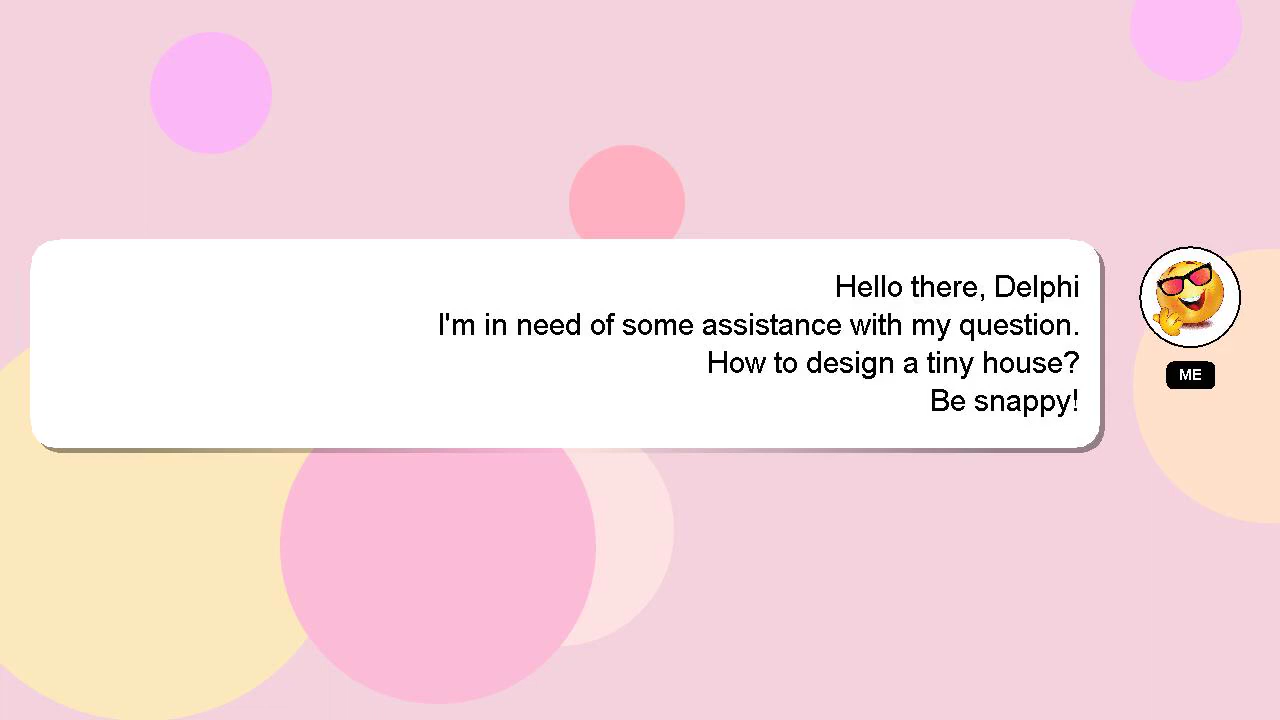 Hello there, Delphi
I'm in need of some assistance with my question.
How to design a tiny house?
Be snappy!
ME